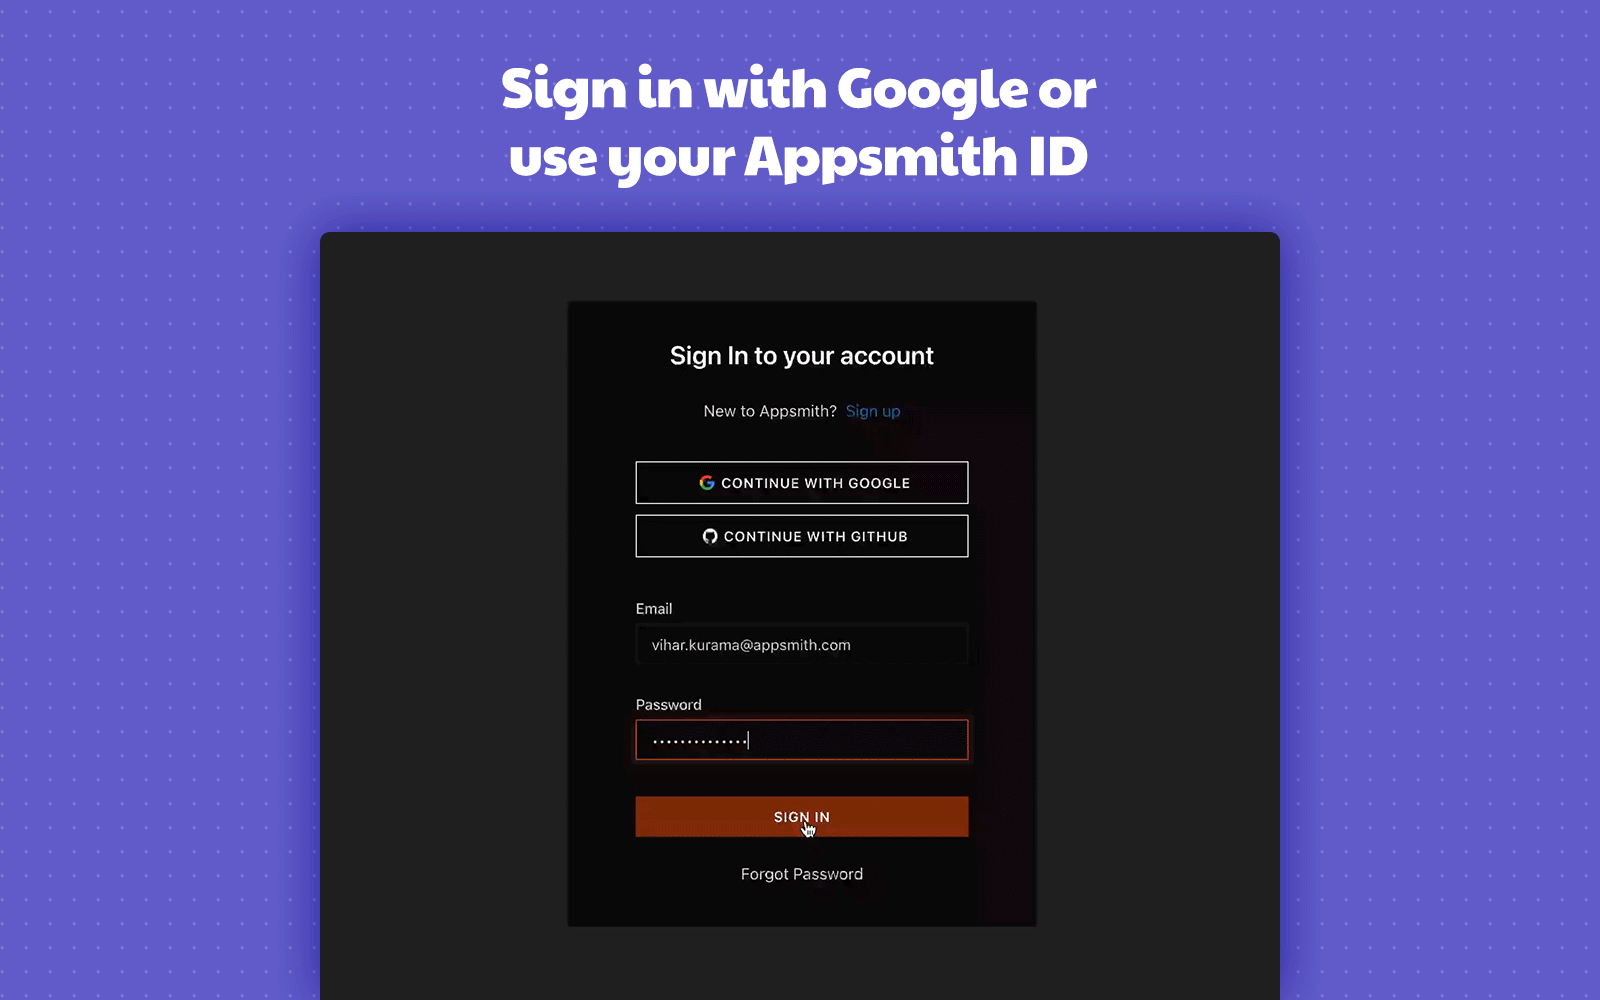 Sign in with Google or
use your Appsmith ID
Sign In to your account
New to Appsmith? Sign up
CONTINUE WITH GOOGLE
CONTINUE WITH GITHUB
Email
vihar.kurama@appsmith.com
Password
••••••••••••••
SIGN IN
Forgot Password